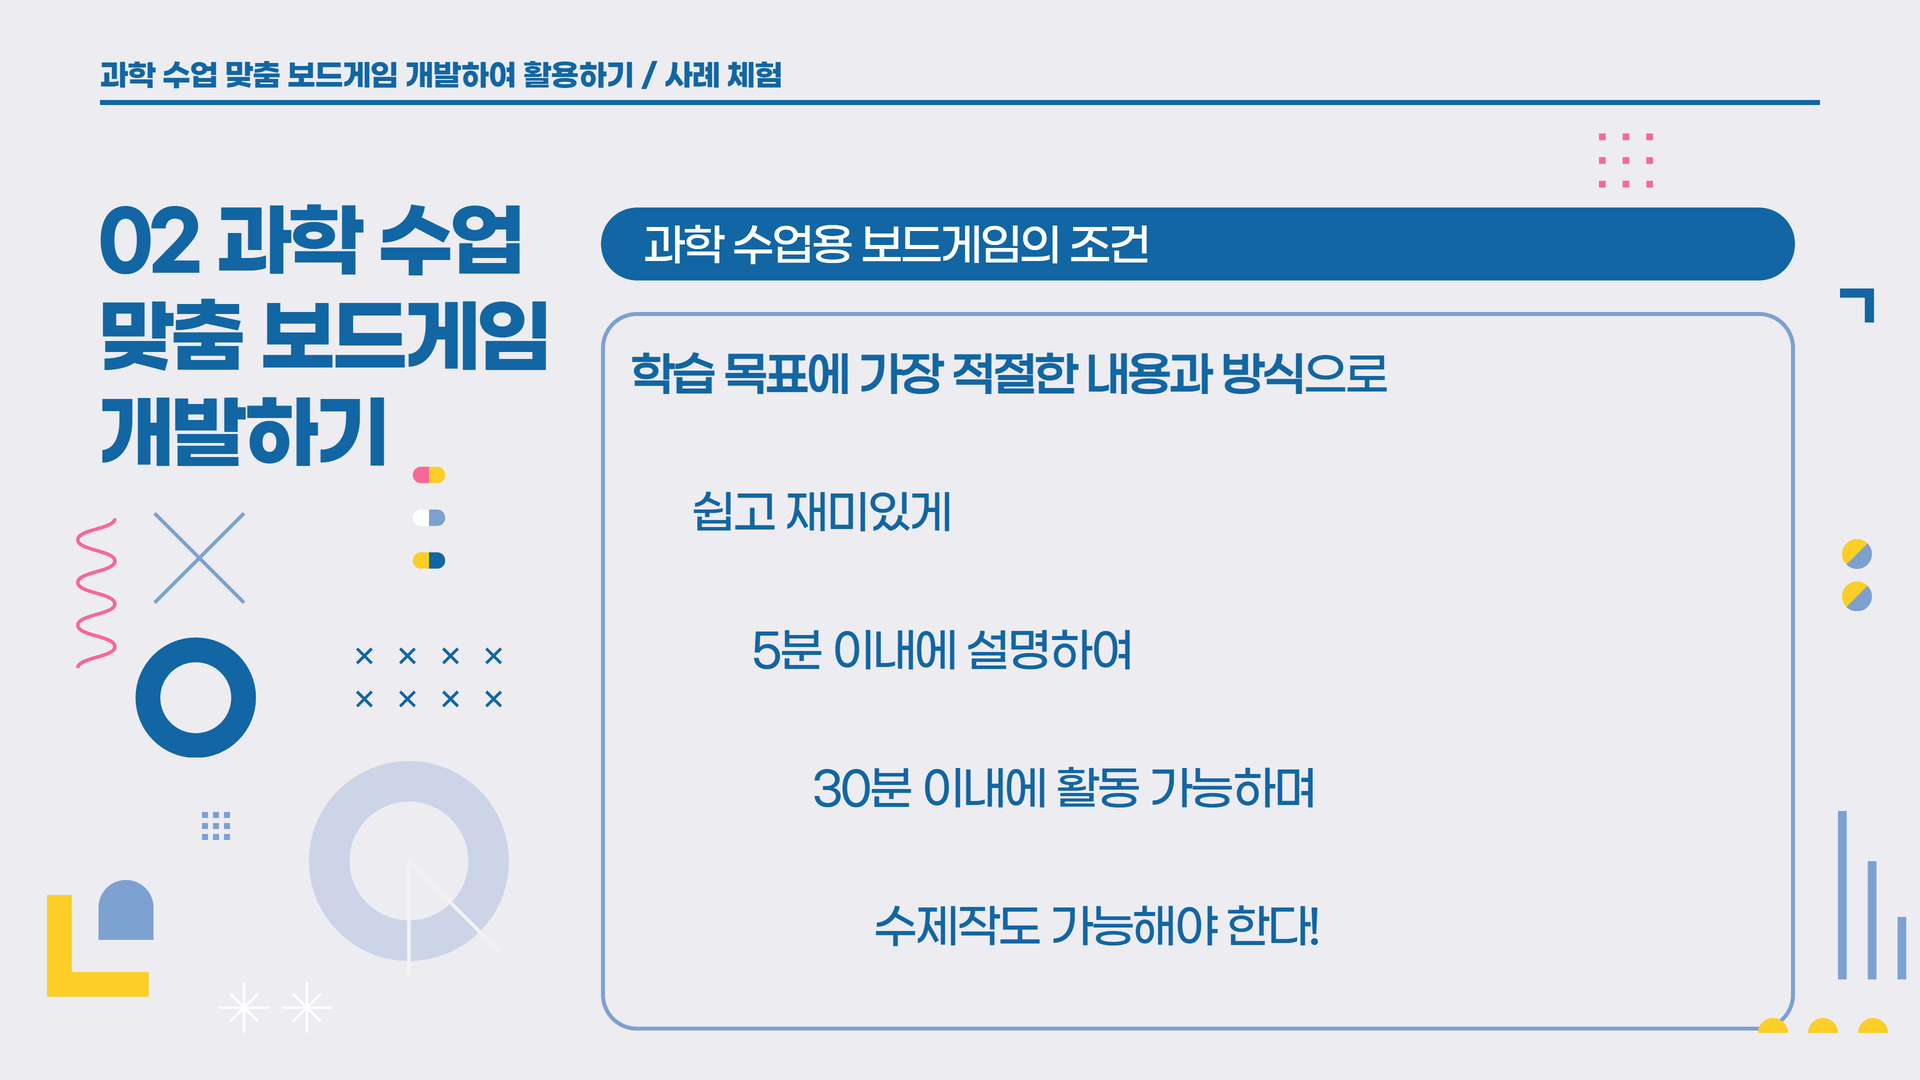 과학 수업 맞춤 보드게임 개발하여 활용하기 / 사례 체험
02 과학 수업
맞춤 보드게임
개발하기
과학 수업용 보드게임의 조건
학습 목표에 가장 적절한 내용과 방식으로
쉽고 재미있게
5분 이내에 설명하여
30분 이내에 활동 가능하며
수제작도 가능해야 한다!